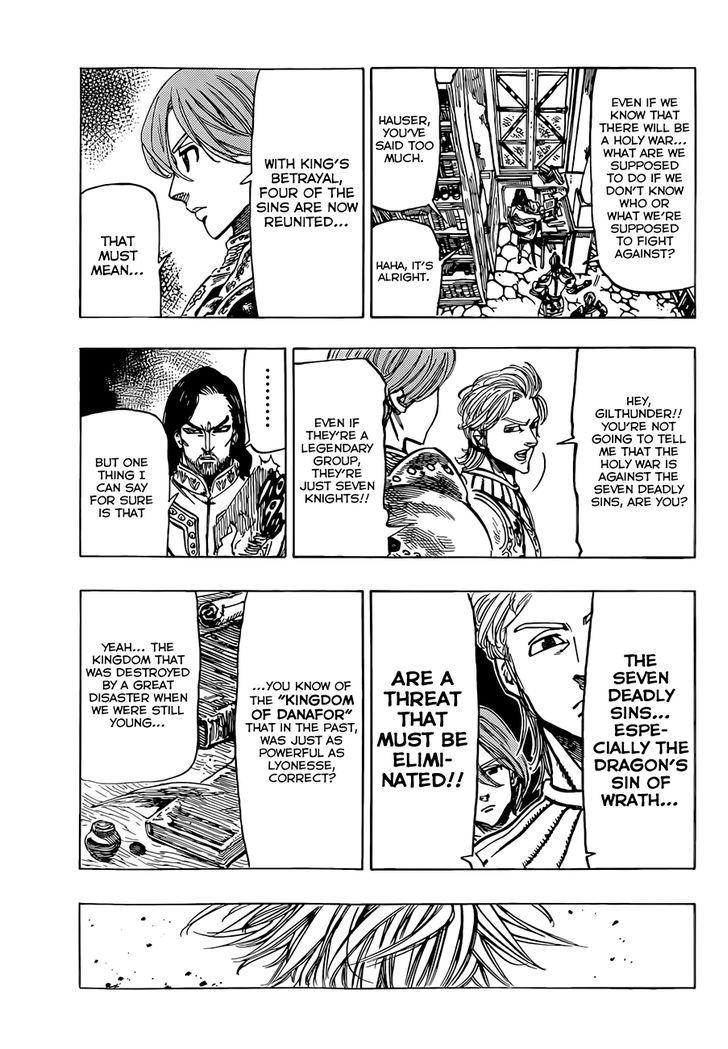 EVEN IF WE
KNOW THAT
THERE WILL BE
A HOLY WAR...
WHAT ARE WE
SUPPOSED
TO DO IF WE
DON'T KNOW
WHO OR
WHAT WE'RE
SUPPOSED
TO FIGHT
AGAINST?
HAUSER,
YOU'VE
SAID TOO
MUCH.
HAHA, IT'S
ALRIGHT.
WITH KING'S
BETRAYAL,
FOUR OF THE
SINS ARE NOW
REUNITED...
THAT
MUST
MEAN...
HEY,
GILTHUNDER!!
YOU'RE NOT
GOING TO TELL
ME THAT THE
HOLY WAR IS
AGAINST THE
SEVEN DEADLY
SINS, ARE YOU?
EVEN IF
THEY'RE A
LEGENDARY
GROUP,
THEY'RE
JUST SEVEN
KNIGHTS!!
........
BUT ONE
THING I
CAN SAY
FOR SURE
IS THAT
THE
SEVEN
DEADLY
SINS...
ESPE-
CIALLY THE
DRAGON'S
SIN OF
WRATH...
ARE A
THREAT
THAT
MUST BE
ELIMI-
NATED!!
...YOU KNOW OF
THE "KINGDOM
OF DANAFOR"
THAT IN THE PAST,
WAS JUST AS
POWERFUL AS
LYONESSE,
CORRECT?
YEAH... THE
KINGDOM THAT
WAS DESTROYED
BY A GREAT
DISASTER WHEN
WE WERE STILL
YOUNG...